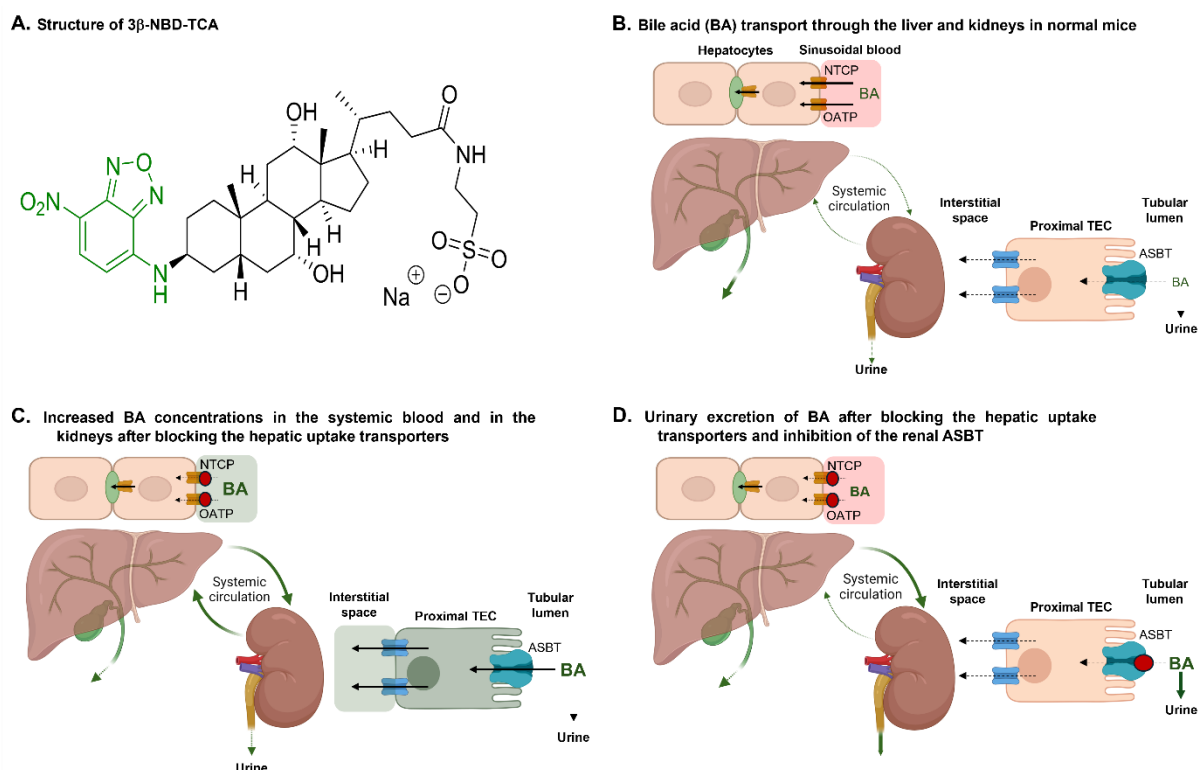 A. Structure of 3β-NBD-TCA
OH
O
N
O
N
O₂N
N
H
H
H
H
H
H
OH
NH
O
S
O
O
Na
+
−
B. Bile acid (BA) transport through the liver and kidneys in normal mice
Hepatocytes
Sinusoidal blood
NTCP
BA
OATP
Systemic
circulation
Interstitial
space
Proximal TEC
Tubular
lumen
ASBT
BA
Urine
Urine
C. Increased BA concentrations in the systemic blood and in the
kidneys after blocking the hepatic uptake transporters
NTCP
BA
OATP
Systemic
circulation
Interstitial
space
Proximal TEC
Tubular
lumen
ASBT
BA
Urine
Urine
D. Urinary excretion of BA after blocking the hepatic uptake
transporters and inhibition of the renal ASBT
NTCP
BA
OATP
Systemic
circulation
Interstitial
space
Proximal TEC
Tubular
lumen
ASBT
BA
Urine